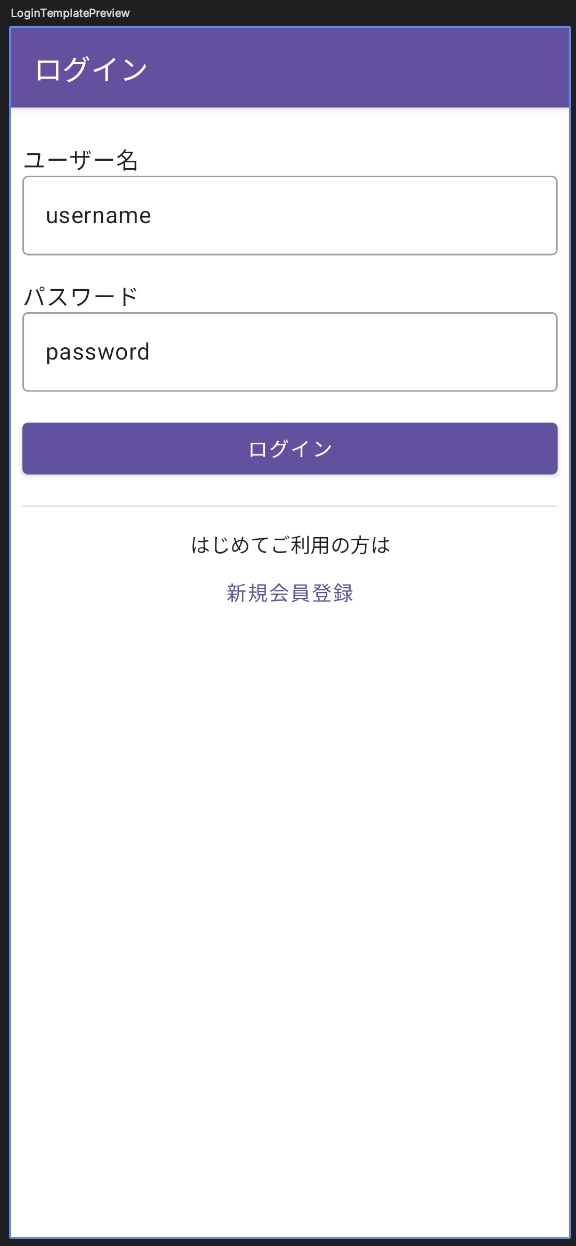 LoginTemplatePreview
ログイン
ユーザー名
username
パスワード
password
ログイン
はじめてご利用の方は
新規会員登録